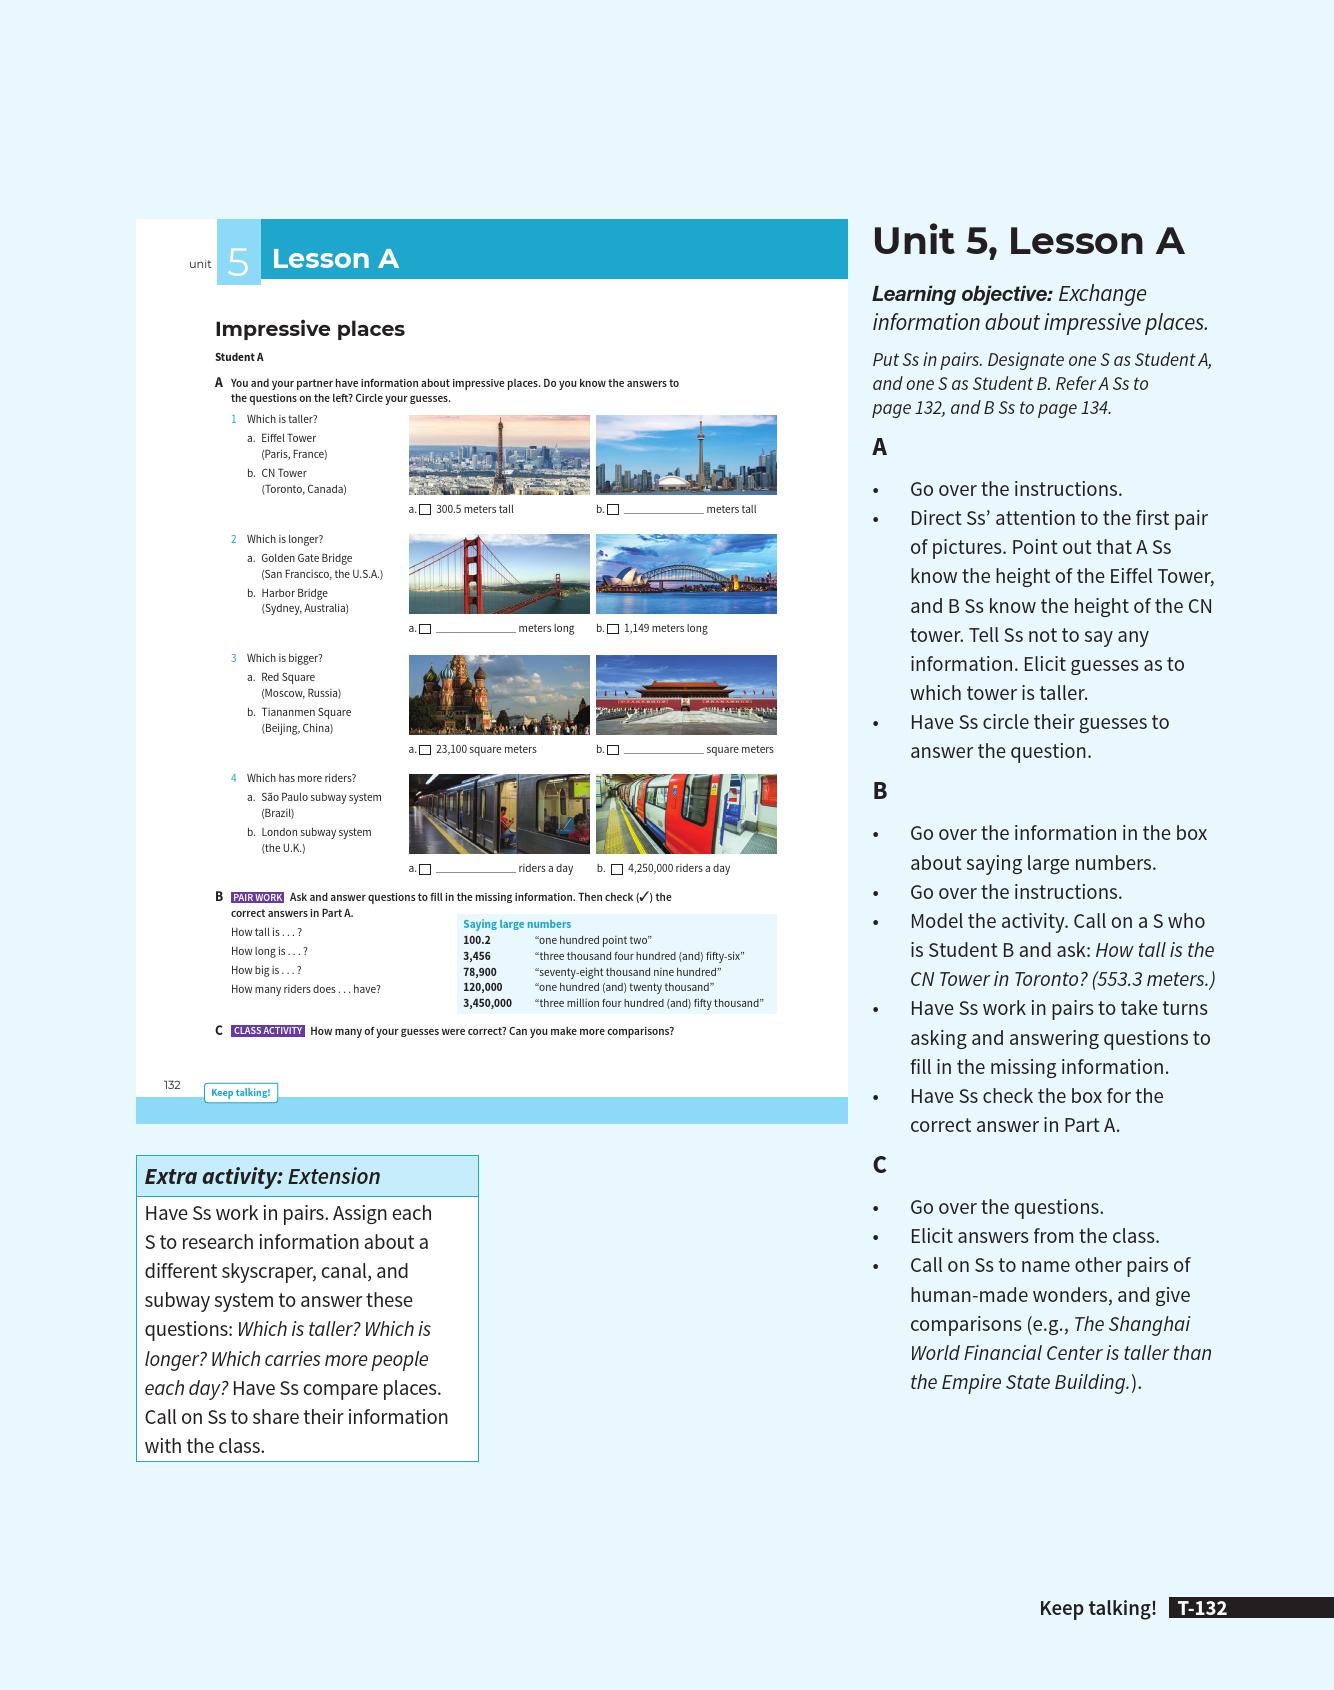 unit 5 Lesson A
Impressive places
Student A
A You and your partner have information about impressive places. Do you know the answers to
the questions on the left? Circle your guesses.
1 Which is taller?
a. Eiffel Tower
(Paris, France)
b. CN Tower
(Toronto, Canada)
a. 300.5 meters tall
b. ______________ meters tall
2 Which is longer?
a. Golden Gate Bridge
(San Francisco, the U.S.A.)
b. Harbor Bridge
(Sydney, Australia)
a. ______________ meters long
b. 1,149 meters long
3 Which is bigger?
a. Red Square
(Moscow, Russia)
b. Tiananmen Square
(Beijing, China)
a. 23,100 square meters
b. ______________ square meters
4 Which has more riders?
a. São Paulo subway system
(Brazil)
b. London subway system
(the U.K.)
a. ______________ riders a day
b. 4,250,000 riders a day
B PAIR WORK Ask and answer questions to fill in the missing information. Then check (✓) the
correct answers in Part A.
How tall is . . . ?
How long is . . . ?
How big is . . . ?
How many riders does . . . have?
Saying large numbers
100.2 “one hundred point two”
3,456 “three thousand four hundred (and) fifty-six”
78,900 “seventy-eight thousand nine hundred”
120,000 “one hundred (and) twenty thousand”
3,450,000 “three million four hundred (and) fifty thousand”
C CLASS ACTIVITY How many of your guesses were correct? Can you make more comparisons?
132 Keep talking!
Extra activity: Extension
Have Ss work in pairs. Assign each
S to research information about a
different skyscraper, canal, and
subway system to answer these
questions: Which is taller? Which is
longer? Which carries more people
each day? Have Ss compare places.
Call on Ss to share their information
with the class.
Unit 5, Lesson A
Learning objective: Exchange
information about impressive places.
Put Ss in pairs. Designate one S as Student A,
and one S as Student B. Refer A Ss to
page 132, and B Ss to page 134.
A
• Go over the instructions.
• Direct Ss’ attention to the first pair
of pictures. Point out that A Ss
know the height of the Eiffel Tower,
and B Ss know the height of the CN
tower. Tell Ss not to say any
information. Elicit guesses as to
which tower is taller.
• Have Ss circle their guesses to
answer the question.
B
• Go over the information in the box
about saying large numbers.
• Go over the instructions.
• Model the activity. Call on a S who
is Student B and ask: How tall is the
CN Tower in Toronto? (553.3 meters.)
• Have Ss work in pairs to take turns
asking and answering questions to
fill in the missing information.
• Have Ss check the box for the
correct answer in Part A.
C
• Go over the questions.
• Elicit answers from the class.
• Call on Ss to name other pairs of
human-made wonders, and give
comparisons (e.g., The Shanghai
World Financial Center is taller than
the Empire State Building.).
Keep talking! T-132